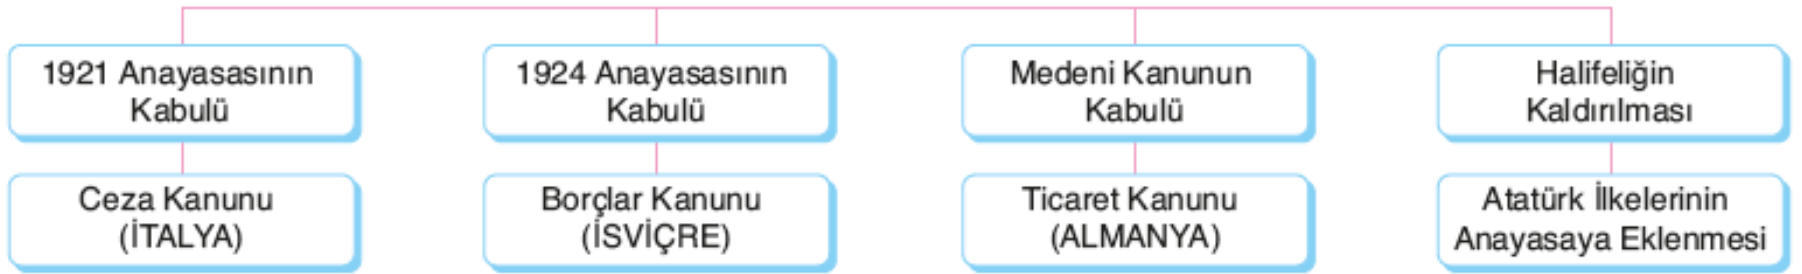 1921 Anayasasının
Kabulü
1924 Anayasasının
Kabulü
Medeni Kanunun
Kabulü
Halifeliğin
Kaldırılması
Ceza Kanunu
(İTALYA)
Borçlar Kanunu
(İSVİÇRE)
Ticaret Kanunu
(ALMANYA)
Atatürk İlkelerinin
Anayasaya Eklenmesi